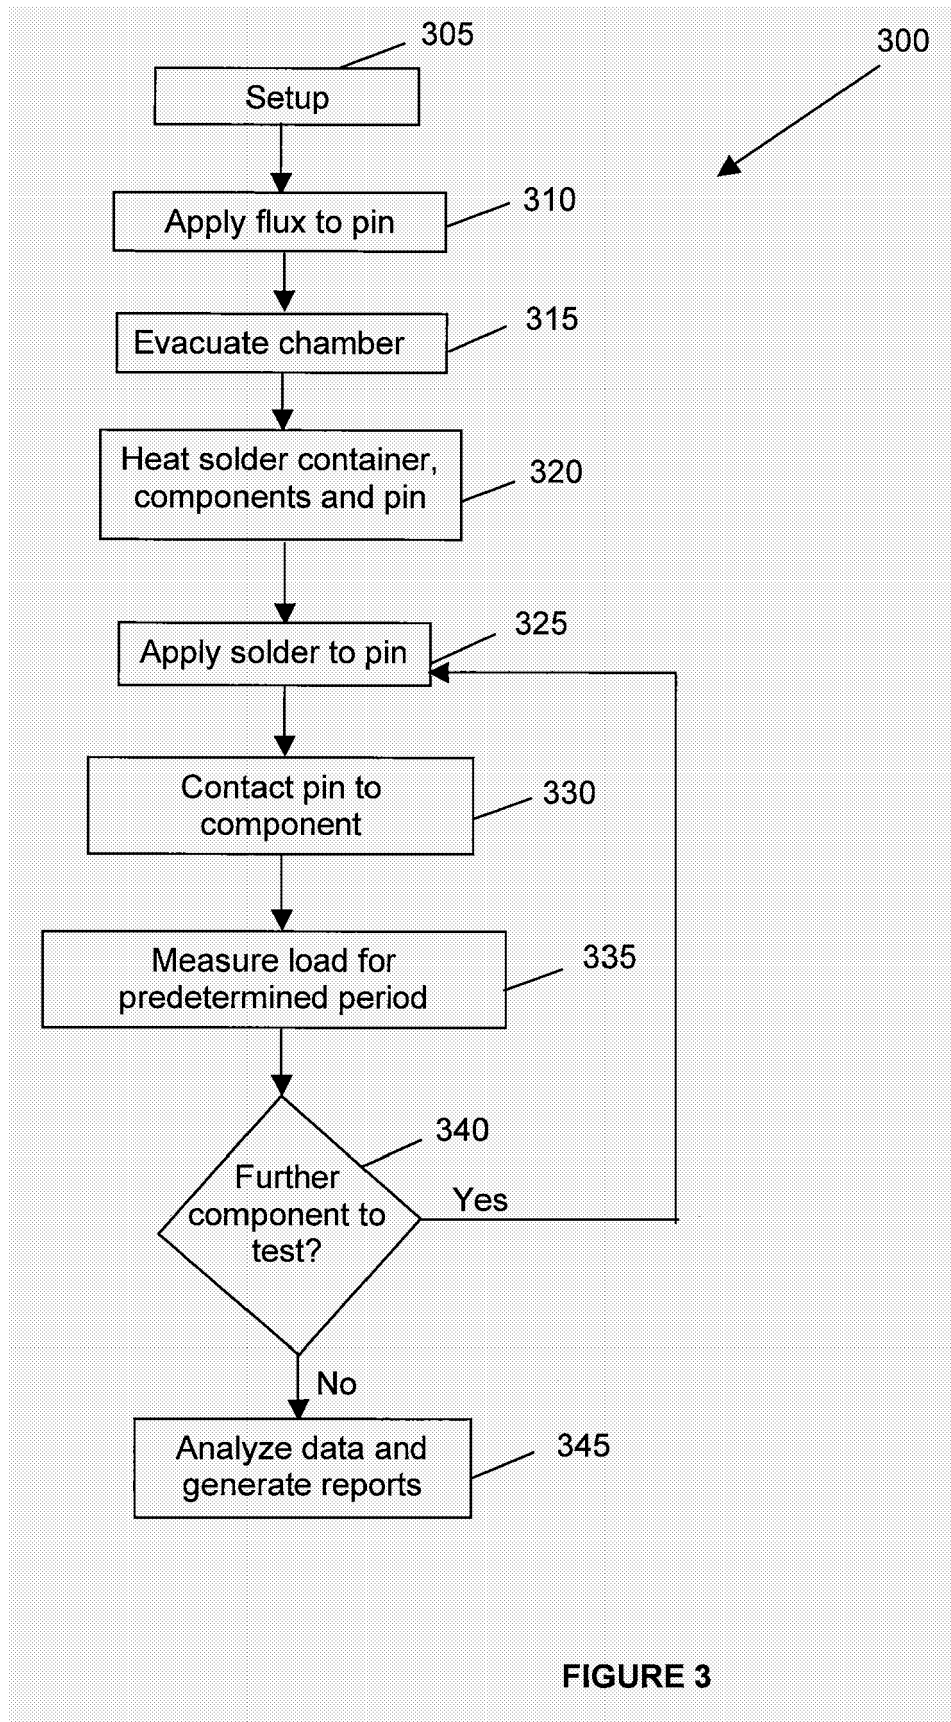 305
300
Setup
310
Apply flux to pin
315
Evacuate chamber
Heat solder container,
components and pin
320
325
Apply solder to pin
Contact pin to
component
330
Measure load for
predetermined period
335
340
Further
component to
test?
Yes
No
Analyze data and
generate reports
345
FIGURE 3